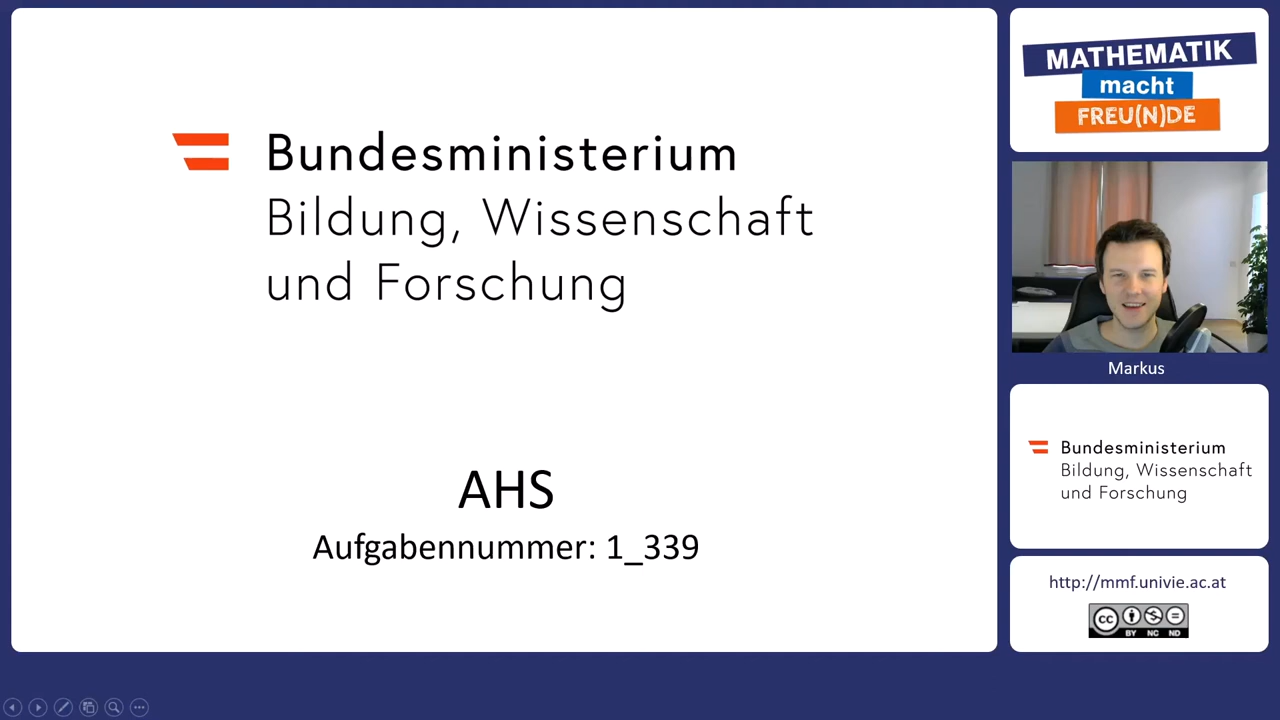 Bundesministerium
Bildung, Wissenschaft
und Forschung
AHS
Aufgabennummer: 1_339
MATHEMATIK
macht
FREU(N)DE
Markus
Bundesministerium
Bildung, Wissenschaft
und Forschung
http://mmf.univie.ac.at
CC
BY NC ND